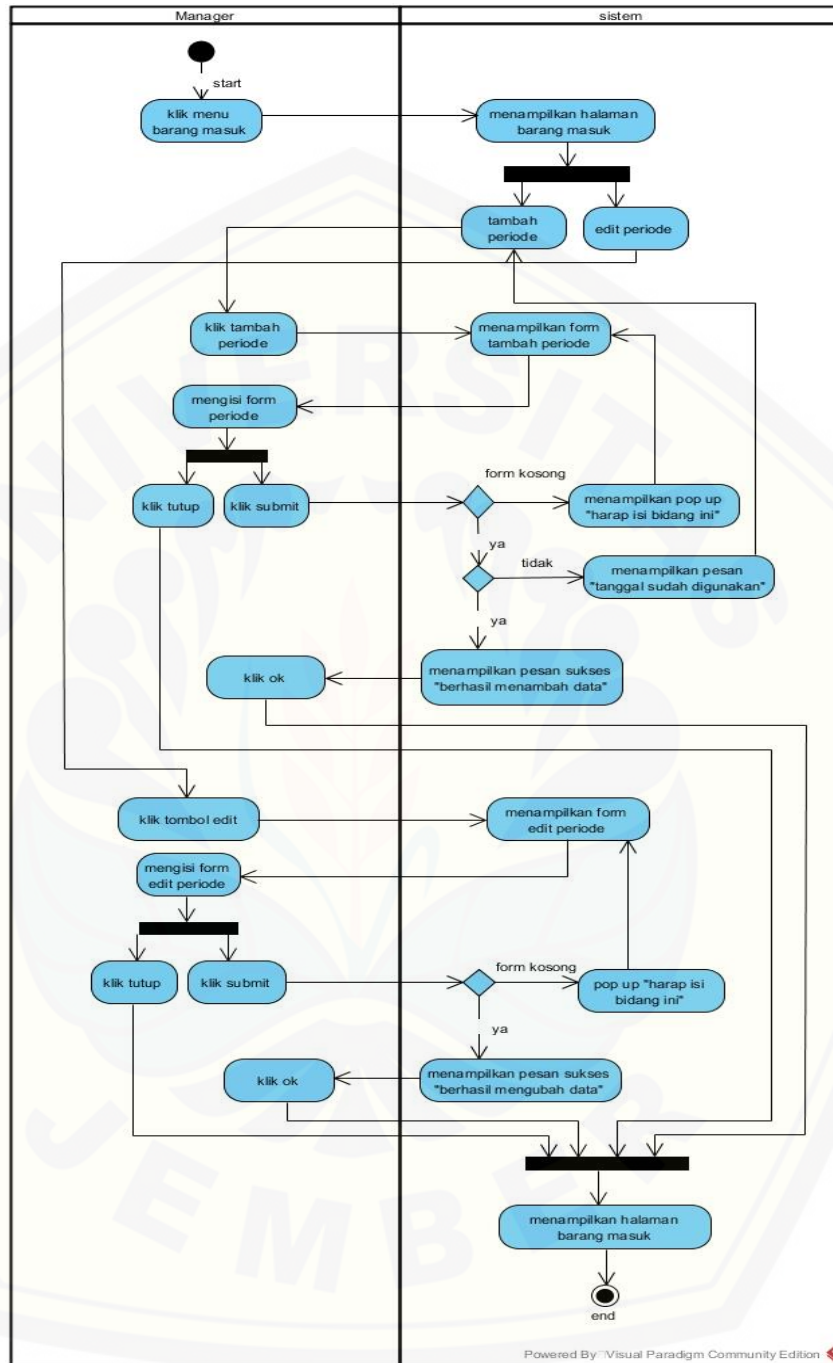 Manager
sistem
start
klik menu
barang masuk
menampilkan halaman
barang masuk
tambah
periode
edit periode
klik tambah
periode
menampilkan form
tambah periode
mengisi form
periode
klik tutup
klik submit
form kosong
menampilkan pop up
"harap isi bidang ini"
ya
tidak
menampilkan pesan
"tanggal sudah digunakan"
ya
menampilkan pesan sukses
"berhasil menambah data"
klik ok
klik tombol edit
menampilkan form
edit periode
mengisi form
edit periode
klik tutup
klik submit
form kosong
pop up "harap isi
bidang ini"
ya
menampilkan pesan sukses
"berhasil mengubah data"
klik ok
menampilkan halaman
barang masuk
end
UNIVERSITAS
JEMBER
Powered By Visual Paradigm Community Edition